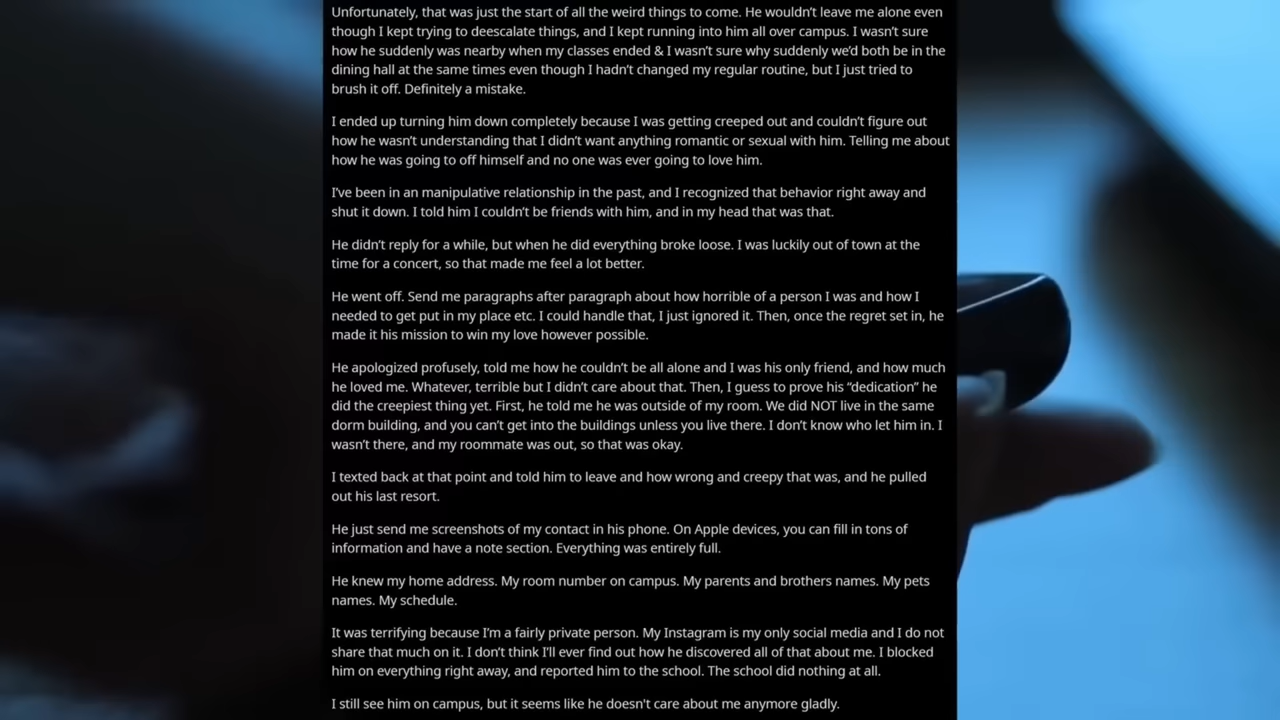 Unfortunately, that was just the start of all the weird things to come. He wouldn't leave me alone even
though I kept trying to deescalate things, and I kept running into him all over campus. I wasn't sure
how he suddenly was nearby when my classes ended & I wasn't sure why suddenly we'd both be in the
dining hall at the same times even though I hadn't changed my regular routine, but I just tried to
brush it off. Definitely a mistake.
I ended up turning him down completely because I was getting creeped out and couldn't figure out
how he wasn't understanding that I didn't want anything romantic or sexual with him. Telling me about
how he was going to off himself and no one was ever going to love him.
I've been in an manipulative relationship in the past, and I recognized that behavior right away and
shut it down. I told him I couldn't be friends with him, and in my head that was that.
He didn't reply for a while, but when he did everything broke loose. I was luckily out of town at the
time for a concert, so that made me feel a lot better.
He went off. Send me paragraphs after paragraph about how horrible of a person I was and how I
needed to get put in my place etc. I could handle that, I just ignored it. Then, once the regret set in, he
made it his mission to win my love however possible.
He apologized profusely, told me how he couldn't be all alone and I was his only friend, and how much
he loved me. Whatever, terrible but I didn't care about that. Then, I guess to prove his “dedication” he
did the creepiest thing yet. First, he told me he was outside of my room. We did NOT live in the same
dorm building, and you can't get into the buildings unless you live there. I don't know who let him in. I
wasn't there, and my roommate was out, so that was okay.
I texted back at that point and told him to leave and how wrong and creepy that was, and he pulled
out his last resort.
He just send me screenshots of my contact in his phone. On Apple devices, you can fill in tons of
information and have a note section. Everything was entirely full.
He knew my home address. My room number on campus. My parents and brothers names. My pets
names. My schedule.
It was terrifying because I'm a fairly private person. My Instagram is my only social media and I do not
share that much on it. I don't think I'll ever find out how he discovered all of that about me. I blocked
him on everything right away, and reported him to the school. The school did nothing at all.
I still see him on campus, but it seems like he doesn't care about me anymore gladly.